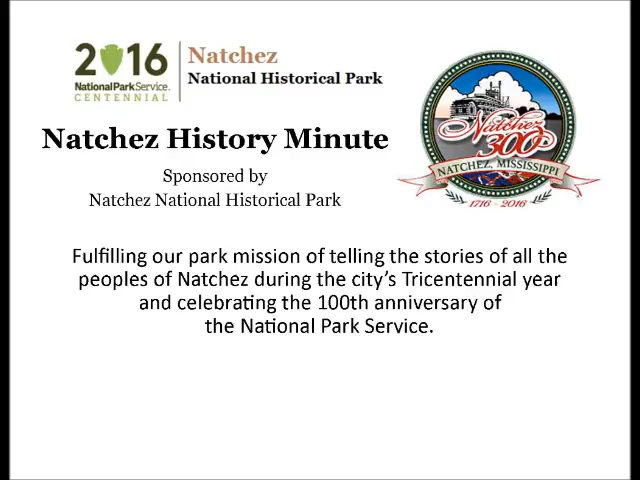 2016
National Park Service
CENTENNIAL
Natchez
National Historical Park
Natchez History Minute
Sponsored by
Natchez National Historical Park
Natchez
300
NATCHEZ, MISSISSIPPI
1716 - 2016
Fulfilling our park mission of telling the stories of all the
peoples of Natchez during the city’s Tricentennial year
and celebrating the 100th anniversary of
the National Park Service.